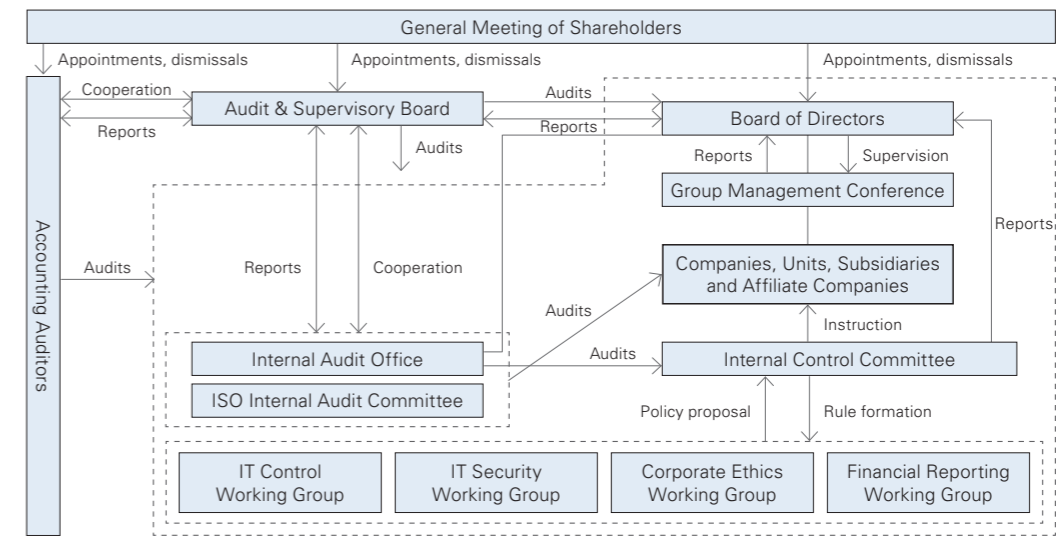 General Meeting of Shareholders
Appointments, dismissals
Appointments, dismissals
Appointments, dismissals
Cooperation
Reports
Audit & Supervisory Board
Audits
Reports
Board of Directors
Audits
Reports
Supervision
Group Management Conference
Accounting Auditors
Audits
Reports
Cooperation
Reports
Companies, Units, Subsidiaries
and Affiliate Companies
Audits
Instruction
Internal Audit Office
Audits
Internal Control Committee
ISO Internal Audit Committee
Policy proposal
Rule formation
IT Control
Working Group
IT Security
Working Group
Corporate Ethics
Working Group
Financial Reporting
Working Group